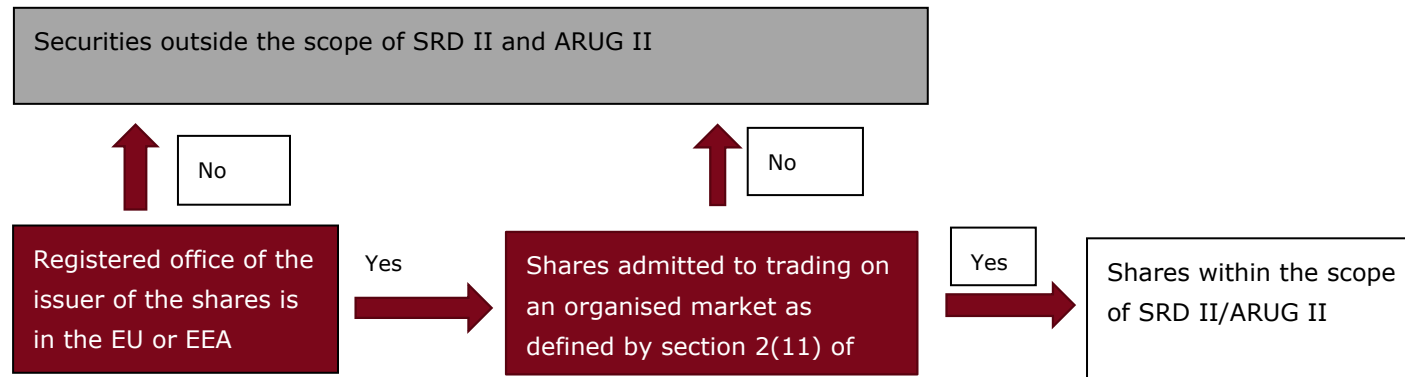 Securities outside the scope of SRD II and ARUG II
No
No
Registered office of the
issuer of the shares is
in the EU or EEA
Yes
Shares admitted to trading on
an organised market as
defined by section 2(11) of
Yes
Shares within the scope
of SRD II/ARUG II